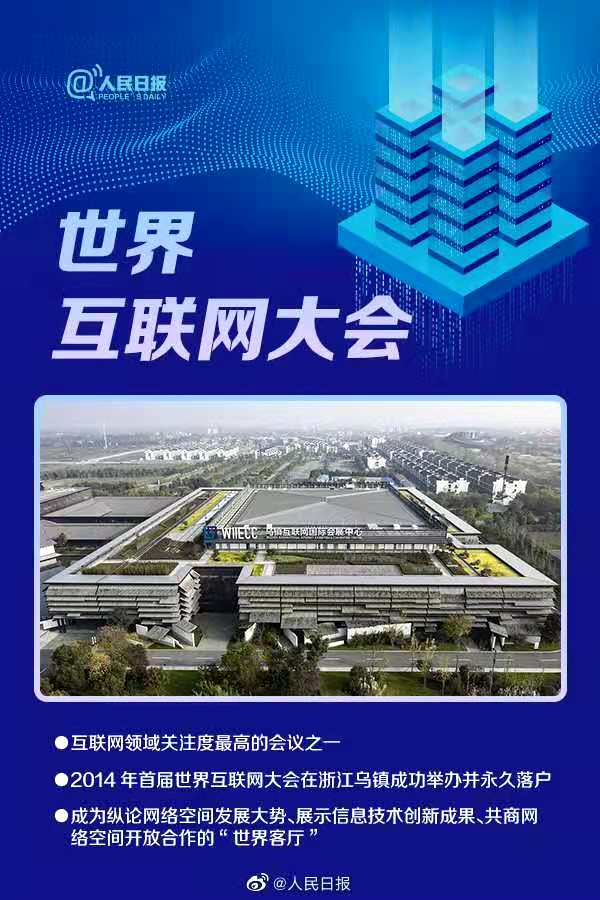 @人民日报
PEOPLE'S DAILY
世界
互联网大会
WIIECC 乌镇互联网国际会展中心
●互联网领域关注度最高的会议之一
●2014 年首届世界互联网大会在浙江乌镇成功举办并永久落户
●成为纵论网络空间发展大势、展示信息技术创新成果、共商网
络空间开放合作的“世界客厅”
@人民日报